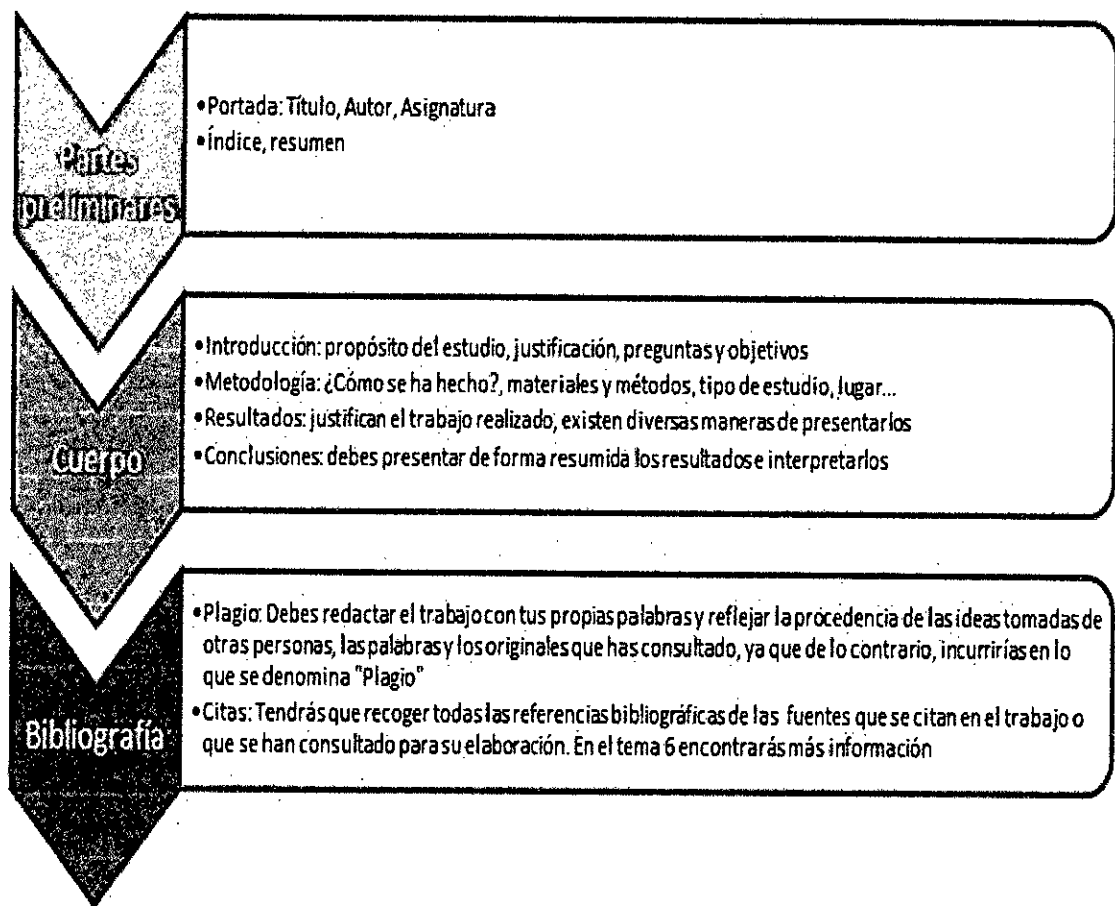 Partes
preliminares
•Portada: Título, Autor, Asignatura
•Índice, resumen
Cuerpo
•Introducción: propósito del estudio, justificación, preguntas y objetivos
•Metodología: ¿Cómo se ha hecho?, materiales y métodos, tipo de estudio, lugar...
•Resultados: justifican el trabajo realizado, existen diversas maneras de presentarlos
•Conclusiones: debes presentar de forma resumida los resultados e interpretarlos
Bibliografía
•Plagio: Debes redactar el trabajo con tus propias palabras y reflejar la procedencia de las ideas tomadas de
otras personas, las palabras y los originales que has consultado, ya que de lo contrario, incurrirías en lo
que se denomina "Plagio"
•Citas: Tendrás que recoger todas las referencias bibliográficas de las fuentes que se citan en el trabajo o
que se han consultado para su elaboración. En el tema 6 encontrarás más información